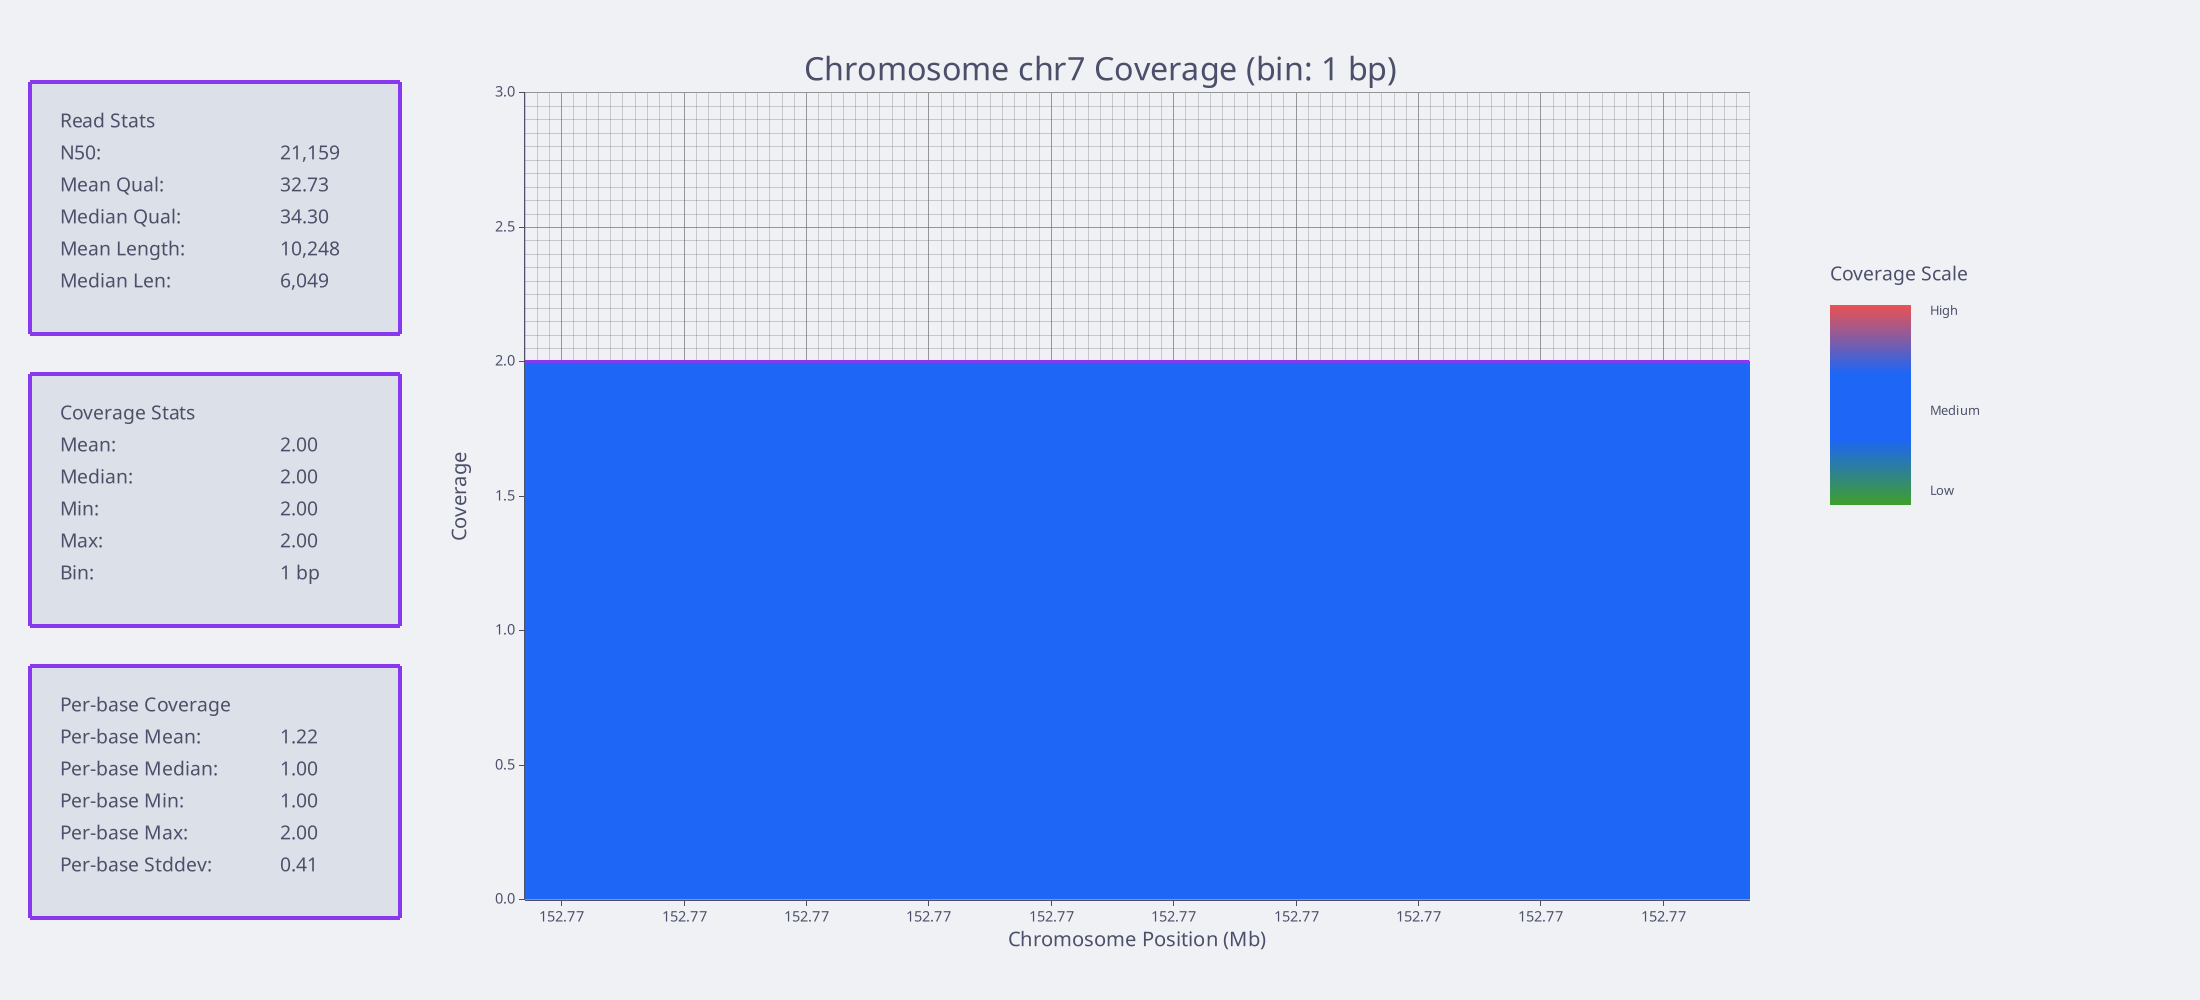 Chromosome chr7 Coverage (bin: 1 bp)
Read Stats
N50: 21,159
Mean Qual: 32.73
Median Qual: 34.30
Mean Length: 10,248
Median Len: 6,049
Coverage Stats
Mean: 2.00
Median: 2.00
Min: 2.00
Max: 2.00
Bin: 1 bp
Per-base Coverage
Per-base Mean: 1.22
Per-base Median: 1.00
Per-base Min: 1.00
Per-base Max: 2.00
Per-base Stddev: 0.41
Coverage
3.0
2.5
2.0
1.5
1.0
0.5
0.0
152.77 152.77 152.77 152.77 152.77 152.77 152.77 152.77 152.77 152.77
Chromosome Position (Mb)
Coverage Scale
High
Medium
Low